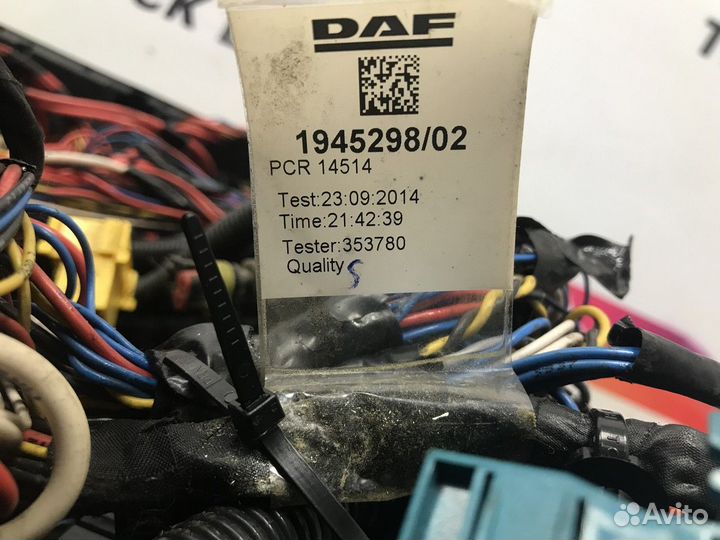 DAF
1945298/02
PCR 14514
Test:23:09:2014
Time:21:42:39
Tester:353780
Quality S
Avito